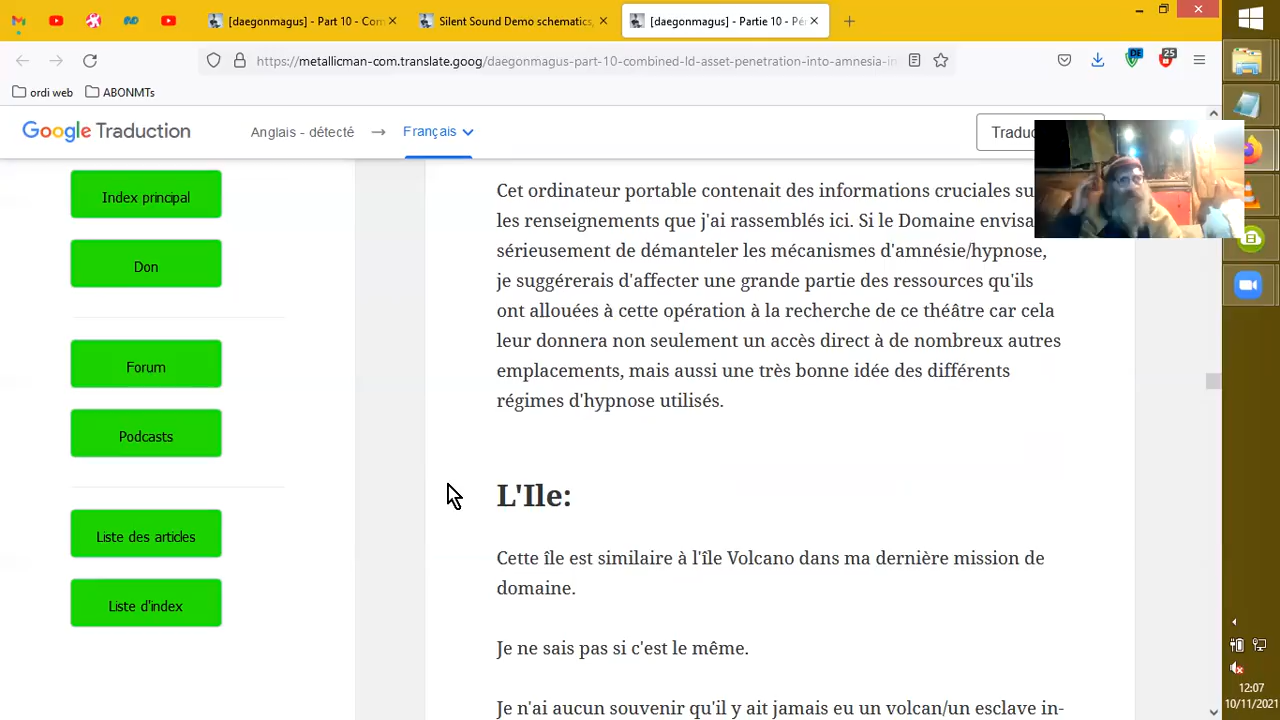 [daegonmagus] - Part 10 - Com
Silent Sound Demo schematics,
[daegonmagus] - Partie 10 - Pé
https://metallicman-com.translate.goog/daegonmagus-part-10-combined-ld-asset-penetration-into-amnesia-in
DE
25
ordi web
ABONMTs
Google Traduction
Anglais - détecté
Français
Traduc
Index principal
Don
Forum
Podcasts
Liste des articles
Liste d'index
Cet ordinateur portable contenait des informations cruciales su
les renseignements que j'ai rassemblés ici. Si le Domaine envisa
sérieusement de démanteler les mécanismes d'amnésie/hypnose,
je suggérerais d'affecter une grande partie des ressources qu'ils
ont allouées à cette opération à la recherche de ce théâtre car cela
leur donnera non seulement un accès direct à de nombreux autres
emplacements, mais aussi une très bonne idée des différents
régimes d'hypnose utilisés.
L'Ile:
Cette île est similaire à l'île Volcano dans ma dernière mission de
domaine.
Je ne sais pas si c'est le même.
Je n'ai aucun souvenir qu'il y ait jamais eu un volcan/un esclave in-
12:07
10/11/2021